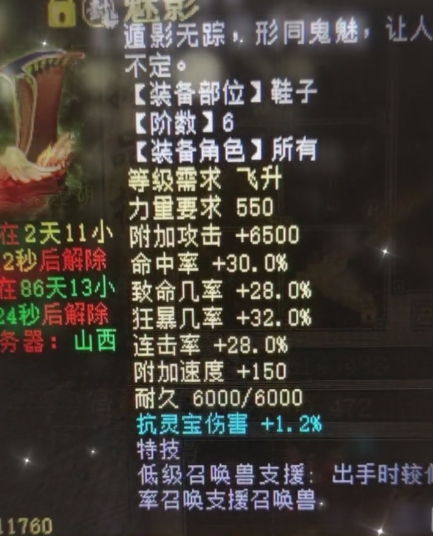 魅影
遁影无踪，形同鬼魅，让人
不定。
【装备部位】鞋子
【阶数】6
【装备角色】所有
等级需求 飞升
力量要求 550
附加攻击 +6500
命中率 +30.0%
致命几率 +28.0%
狂暴几率 +32.0%
连击率 +28.0%
附加速度 +150
耐久 6000/6000
抗灵宝伤害 +1.2%
特技
低级召唤兽支援: 出手时较低
率召唤支援召唤兽.
在2天11小
2秒后解除
在86天13小
24秒后解除
务器: 山西
11760